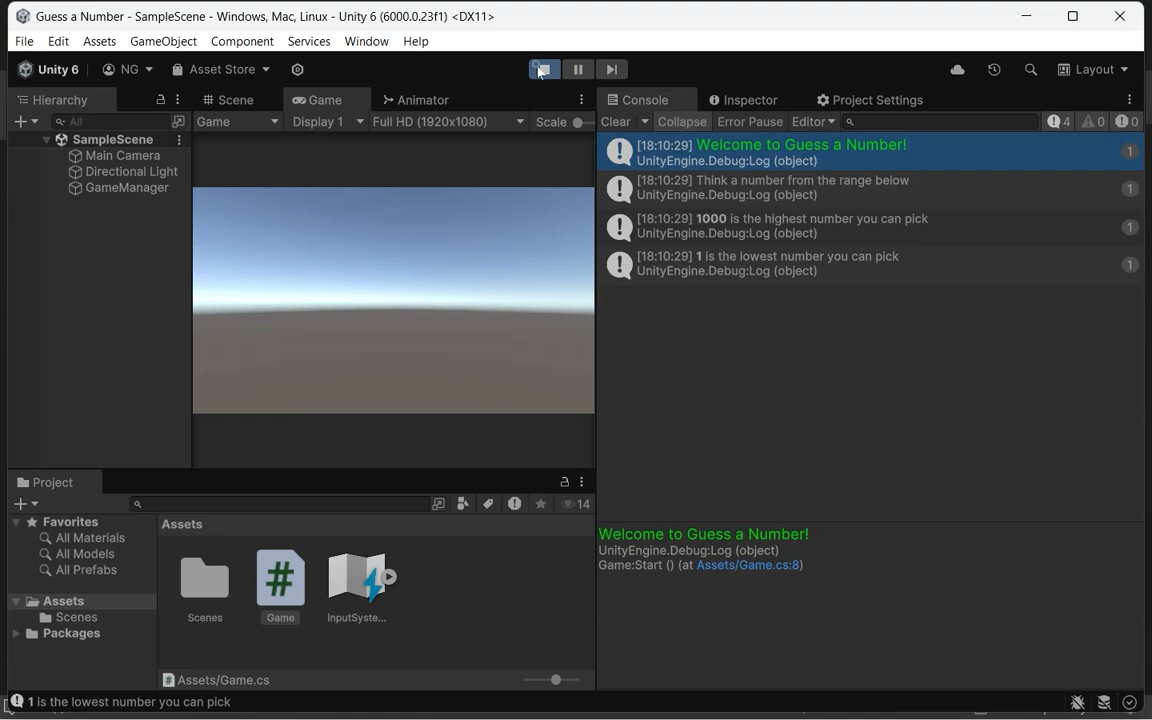 Guess a Number - SampleScene - Windows, Mac, Linux - Unity 6 (6000.0.23f1) <DX11>
File Edit Assets GameObject Component Services Window Help
Unity 6 NG Asset Store Layout
Hierarchy Scene Game Animator Console Inspector Project Settings
All Game Display 1 Full HD (1920x1080) Scale Clear Collapse Error Pause Editor 4 0 0
SampleScene
Main Camera
Directional Light
GameManager
[18:10:29] Welcome to Guess a Number! 1
UnityEngine.Debug:Log (object)
[18:10:29] Think a number from the range below 1
UnityEngine.Debug:Log (object)
[18:10:29] 1000 is the highest number you can pick 1
UnityEngine.Debug:Log (object)
[18:10:29] 1 is the lowest number you can pick 1
UnityEngine.Debug:Log (object)
Project
14
Favorites
All Materials
All Models
All Prefabs
Assets
Scenes
Packages
Assets
Scenes Game InputSyste...
Assets/Game.cs
Welcome to Guess a Number!
UnityEngine.Debug:Log (object)
Game:Start () (at Assets/Game.cs:8)
1 is the lowest number you can pick